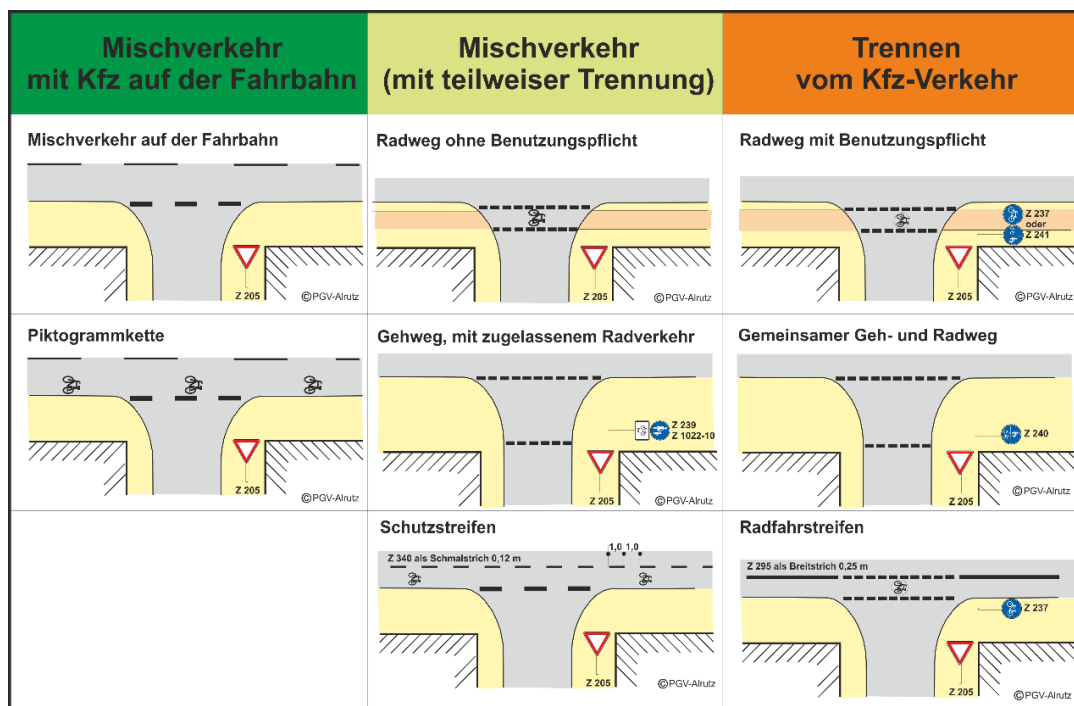 Mischverkehr
mit Kfz auf der Fahrbahn
Mischverkehr
(mit teilweiser Trennung)
Trennen
vom Kfz-Verkehr
Mischverkehr auf der Fahrbahn
Z 205
©PGV-Alrutz
Radweg ohne Benutzungspflicht
Z 205
©PGV-Alrutz
Radweg mit Benutzungspflicht
Z 237
oder
Z 241
Z 205
©PGV-Alrutz
Piktogrammkette
Z 205
©PGV-Alrutz
Gehweg, mit zugelassenem Radverkehr
Z 239
Z 1022-10
Z 205
©PGV-Alrutz
Gemeinsamer Geh- und Radweg
Z 240
Z 205
©PGV-Alrutz
Schutzstreifen
Z 340 als Schmalstrich 0,12 m
1,0 1,0
Z 205
©PGV-Alrutz
Radfahrstreifen
Z 295 als Breitstrich 0,25 m
Z 237
Z 205
©PGV-Alrutz